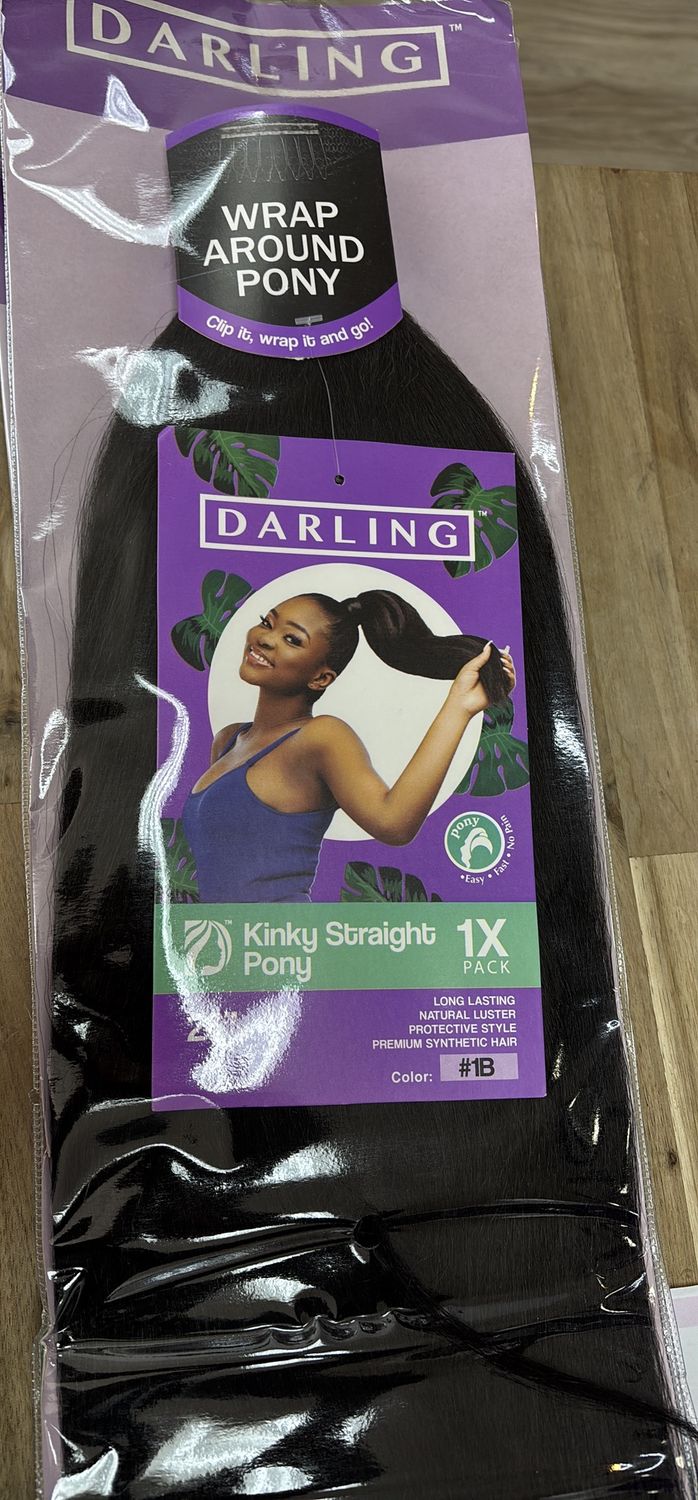 DARLING™
WRAP
AROUND
PONY
Clip it, wrap it and go!
DARLING™
pony
•Easy • Fast • No Pain
Kinky Straight
Pony
1X
PACK
LONG LASTING
NATURAL LUSTER
PROTECTIVE STYLE
PREMIUM SYNTHETIC HAIR
Color: #1B